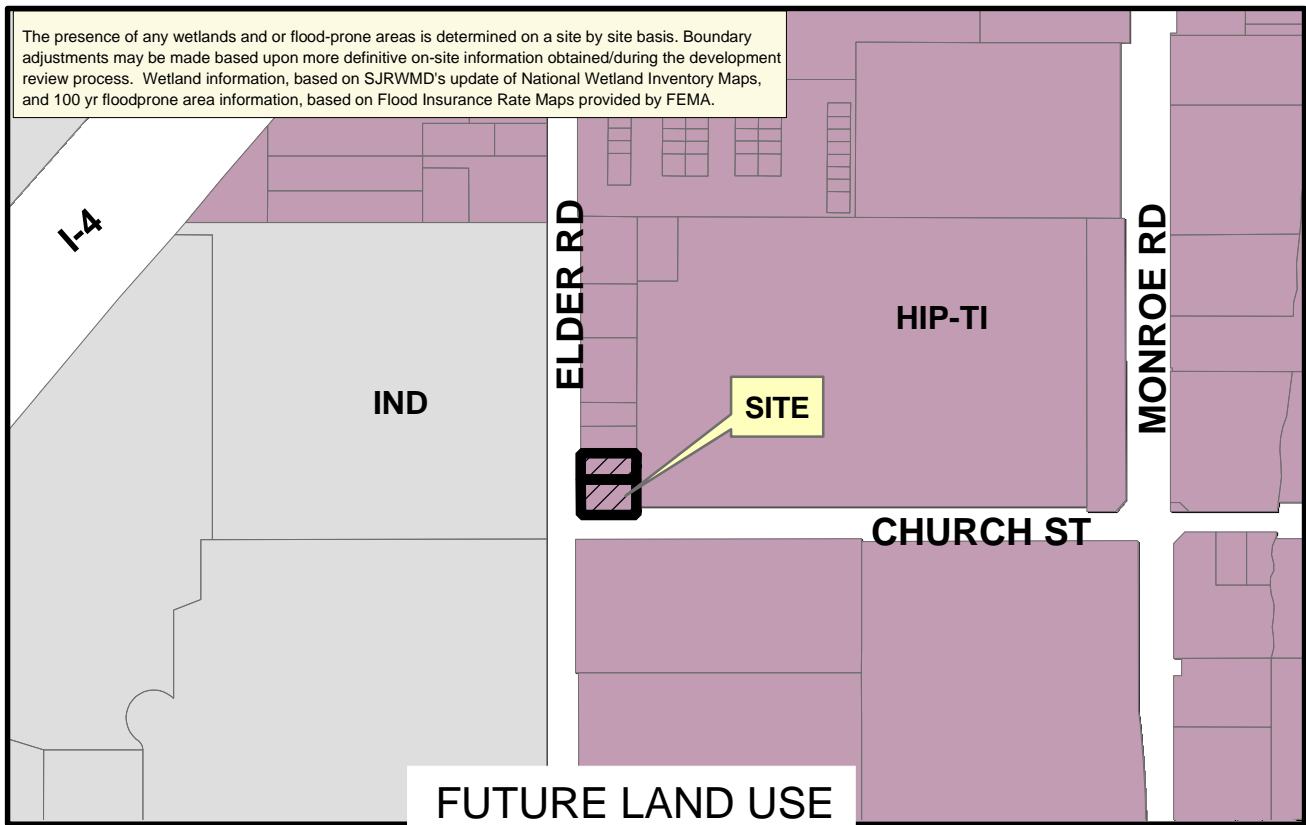 The presence of any wetlands and or flood-prone areas is determined on a site by site basis. Boundary
adjustments may be made based upon more definitive on-site information obtained/during the development
review process.  Wetland information, based on SJRWMD's update of National Wetland Inventory Maps,
and 100 yr floodprone area information, based on Flood Insurance Rate Maps provided by FEMA.
I-4
ELDER RD
MONROE RD
HIP-TI
IND
SITE
CHURCH ST
FUTURE LAND USE